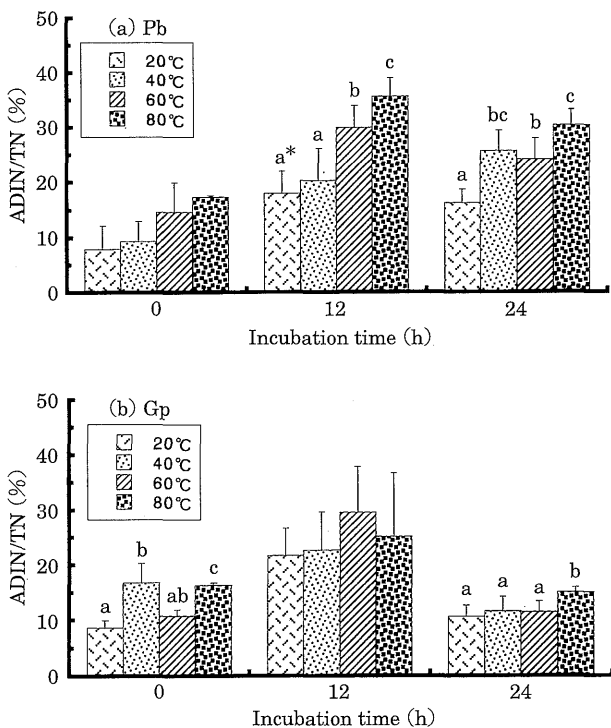 (a) Pb
20℃
40℃
60℃
80℃
ADIN/TN (%)
50
40
30
20
10
0
a*
a
b
c
a
bc
b
c
0
12
24
Incubation time (h)
(b) Gp
20℃
40℃
60℃
80℃
ADIN/TN (%)
50
40
30
20
10
0
a
b
ab
c
a
a
a
b
0
12
24
Incubation time (h)